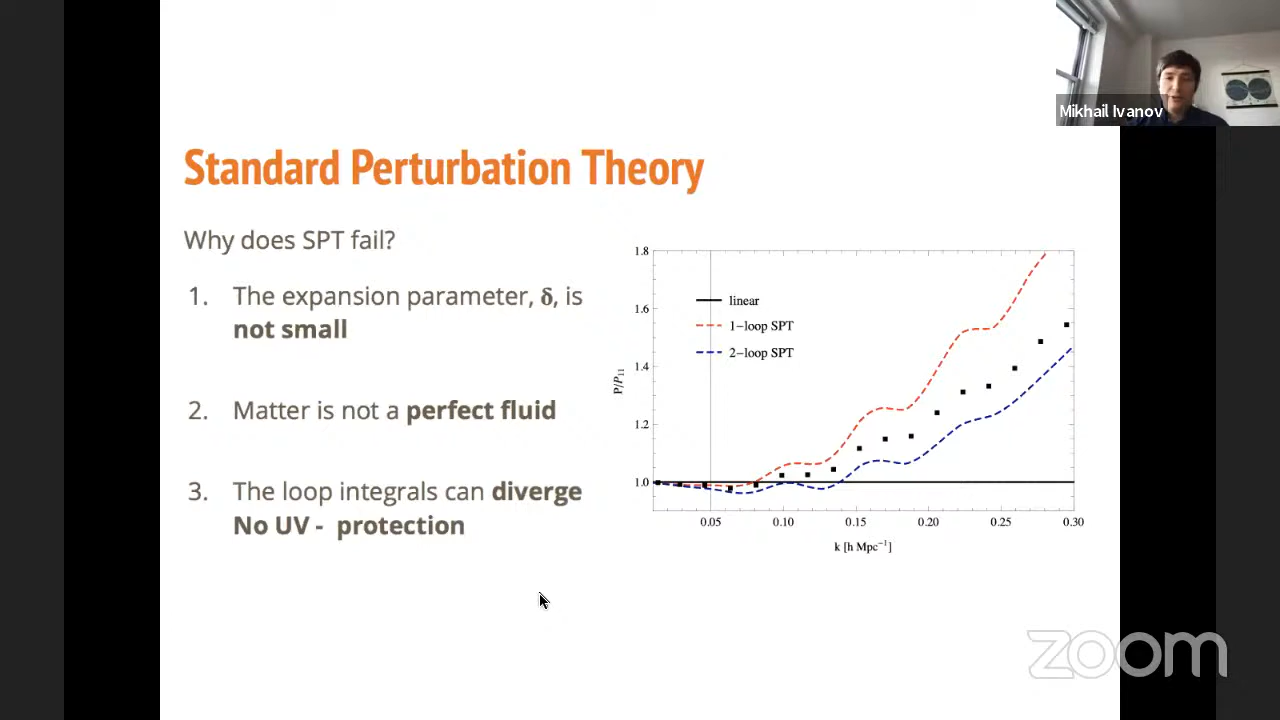 Mikhail Ivanov
Standard Perturbation Theory
Why does SPT fail?
1. The expansion parameter, δ, is
not small
2. Matter is not a perfect fluid
3. The loop integrals can diverge
No UV - protection
1.8
1.6
1.4
1.2
1.0
P/P11
linear
1-loop SPT
2-loop SPT
0.05 0.10 0.15 0.20 0.25 0.30
k [h Mpc⁻¹]
zoom